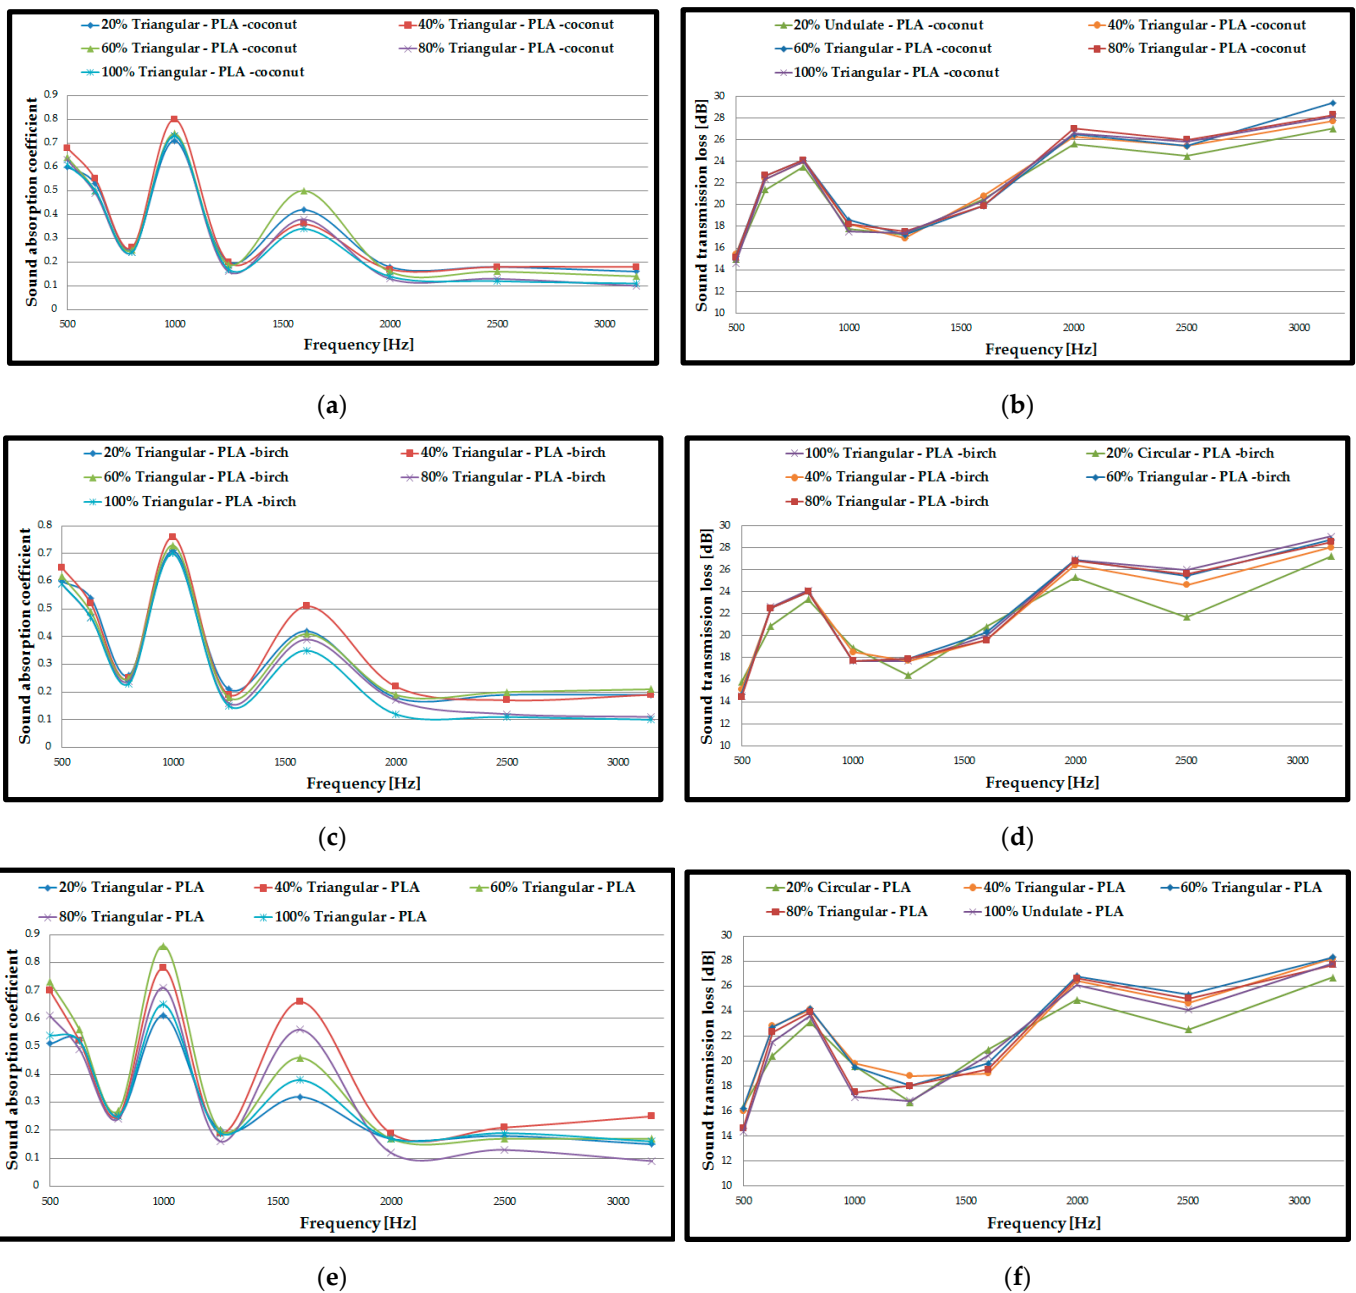 20% Triangular - PLA -coconut 40% Triangular - PLA -coconut
60% Triangular - PLA -coconut 80% Triangular - PLA -coconut
100% Triangular - PLA -coconut
Sound absorption coefficient
0.9
0.8
0.7
0.6
0.5
0.4
0.3
0.2
0.1
0
500 1000 1500 2000 2500 3000
Frequency [Hz]
(a)
20% Undulate - PLA -coconut 40% Triangular - PLA -coconut
60% Triangular - PLA -coconut 80% Triangular - PLA -coconut
100% Triangular - PLA -coconut
Sound transmission loss [dB]
30
28
26
24
22
20
18
16
14
12
10
500 1000 1500 2000 2500 3000
Frequency [Hz]
(b)
20% Triangular - PLA -birch 40% Triangular - PLA -birch
60% Triangular - PLA -birch 80% Triangular - PLA -birch
100% Triangular - PLA -birch
Sound absorption coefficient
0.8
0.7
0.6
0.5
0.4
0.3
0.2
0.1
0
500 1000 1500 2000 2500 3000
Frequency [Hz]
(c)
100% Triangular - PLA -birch 20% Circular - PLA -birch
40% Triangular - PLA -birch 60% Triangular - PLA -birch
80% Triangular - PLA -birch
Sound transmission loss [dB]
30
28
26
24
22
20
18
16
14
12
10
500 1000 1500 2000 2500 3000
Frequency [Hz]
(d)
20% Triangular - PLA 40% Triangular - PLA 60% Triangular - PLA
80% Triangular - PLA 100% Triangular - PLA
Sound absorption coefficient
0.9
0.8
0.7
0.6
0.5
0.4
0.3
0.2
0.1
0
500 1000 1500 2000 2500 3000
Frequency [Hz]
(e)
20% Circular - PLA 40% Triangular - PLA 60% Triangular - PLA
80% Triangular - PLA 100% Undulate - PLA
Sound transmission loss [dB]
30
28
26
24
22
20
18
16
14
12
10
500 1000 1500 2000 2500 3000
Frequency [Hz]
(f)